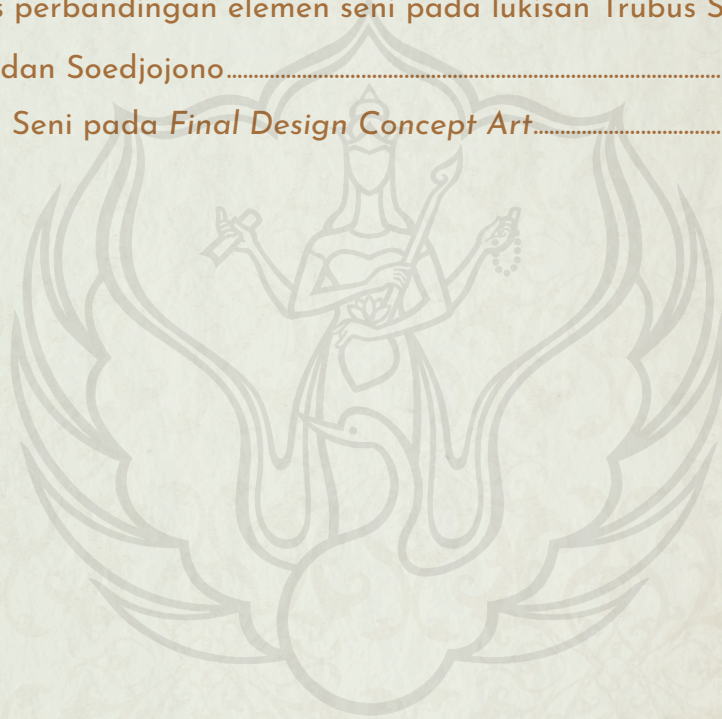 perbandingan elemen seni pada lukisan Trubus
dan Soedjojono
Seni pada Final Design Concept Art